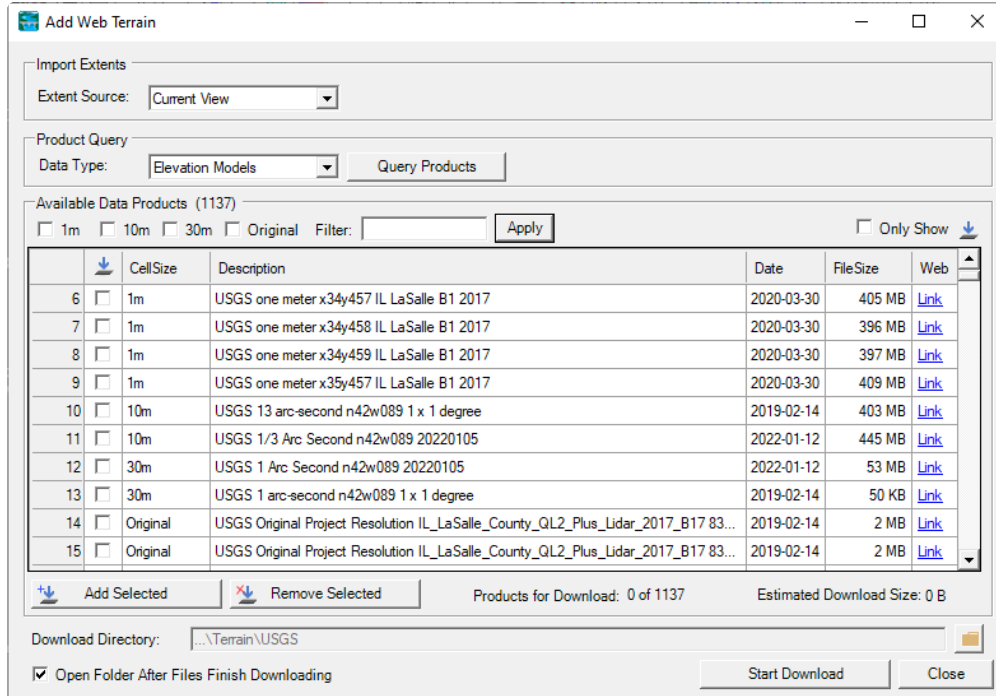 Add Web Terrain
Import Extents
Extent Source: Current View
Product Query
Data Type: Elevation Models Query Products
Available Data Products (1137)
1m 10m 30m Original Filter: Apply Only Show
CellSize Description Date FileSize Web
6 1m USGS one meter x34y457 IL LaSalle B1 2017 2020-03-30 405 MB Link
7 1m USGS one meter x34y458 IL LaSalle B1 2017 2020-03-30 396 MB Link
8 1m USGS one meter x34y459 IL LaSalle B1 2017 2020-03-30 397 MB Link
9 1m USGS one meter x35y457 IL LaSalle B1 2017 2020-03-30 409 MB Link
10 10m USGS 13 arc-second n42w089 1 x 1 degree 2019-02-14 403 MB Link
11 10m USGS 1/3 Arc Second n42w089 20220105 2022-01-12 445 MB Link
12 30m USGS 1 Arc Second n42w089 20220105 2022-01-12 53 MB Link
13 30m USGS 1 arc-second n42w089 1 x 1 degree 2019-02-14 50 KB Link
14 Original USGS Original Project Resolution IL_LaSalle_County_QL2_Plus_Lidar_2017_B17 83... 2019-02-14 2 MB Link
15 Original USGS Original Project Resolution IL_LaSalle_County_QL2_Plus_Lidar_2017_B17 83... 2019-02-14 2 MB Link
Add Selected Remove Selected Products for Download: 0 of 1137 Estimated Download Size: 0 B
Download Directory: ...\Terrain\USGS
Open Folder After Files Finish Downloading Start Download Close